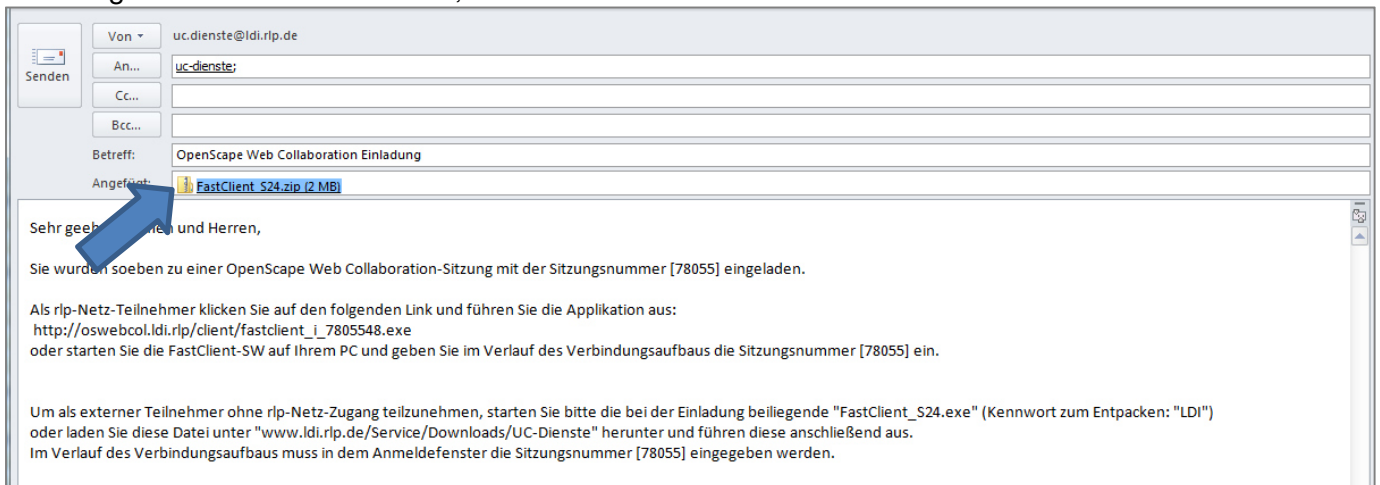 Von uc.dienste@ldi.rlp.de
Senden
An... uc-dienste;
Cc...
Bcc...
Betreff: OpenScape Web Collaboration Einladung
Angefügt: FastClient_S24.zip (2 MB)
Sehr und Herren,
Sie wurden soeben zu einer OpenScape Web Collaboration-Sitzung mit der Sitzungsnummer [78055] eingeladen.
Als rlp-Netz-Teilnehmer klicken Sie auf den folgenden Link und führen Sie die Applikation aus:
http://oswebcol.ldi.rlp/client/fastclient_i_7805548.exe
oder starten Sie die FastClient-SW auf Ihrem PC und geben Sie im Verlauf des Verbindungsaufbaus die Sitzungsnummer [78055] ein.
Um als externer Teilnehmer ohne rlp-Netz-Zugang teilzunehmen, starten Sie bitte die bei der Einladung beiliegende "FastClient_S24.exe" (Kennwort zum Entpacken: "LDI")
oder laden Sie diese Datei unter "www.ldi.rlp.de/Service/Downloads/UC-Dienste" herunter und führen diese anschließend aus.
Im Verlauf des Verbindungsaufbaus muss in dem Anmeldefenster die Sitzungsnummer [78055] eingegeben werden.